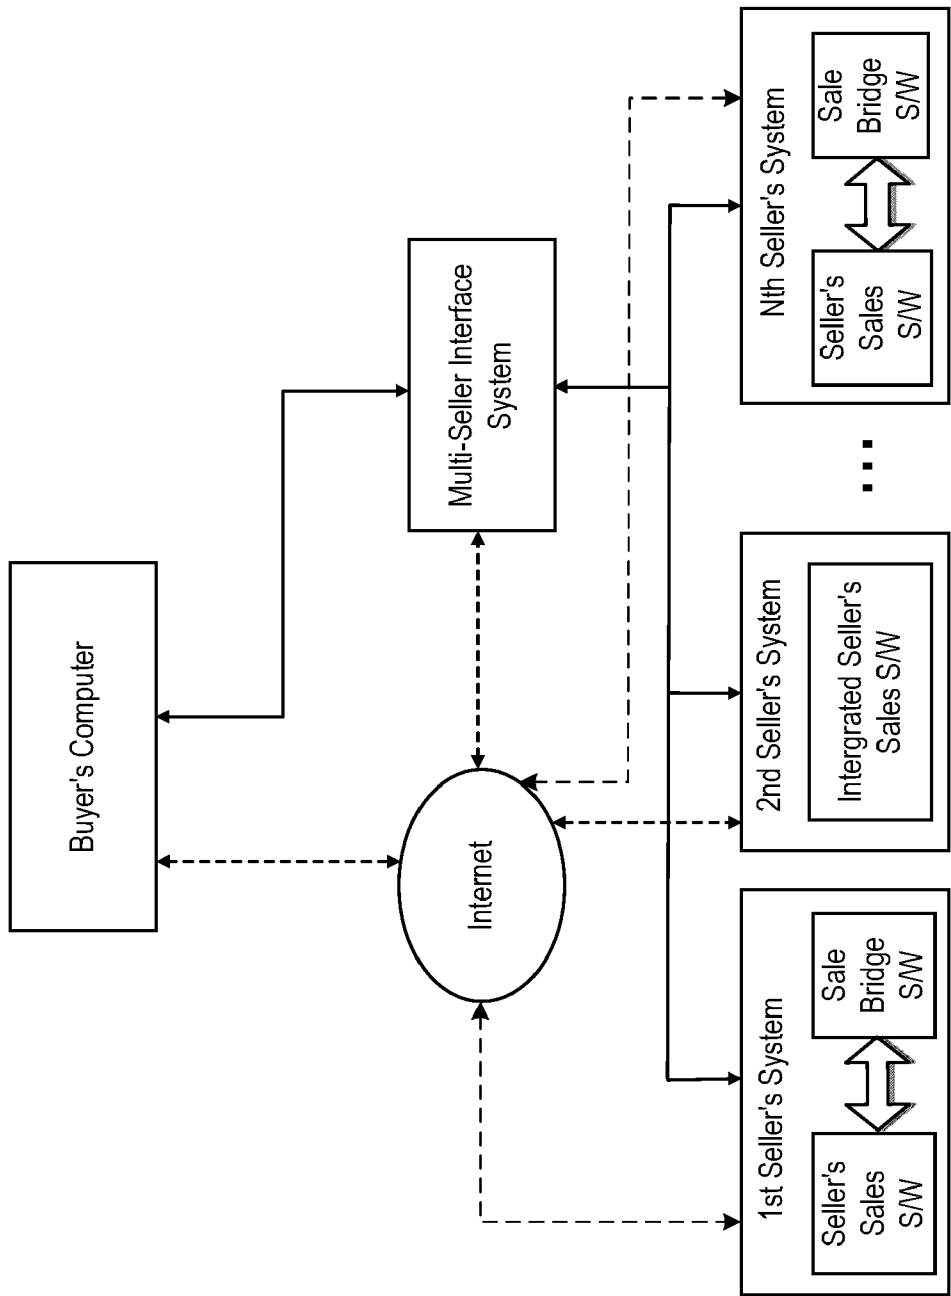 Buyer's Computer
Multi-Seller Interface
System
Internet
1st Seller's System
Seller's
Sales
S/W
Sale
Bridge
S/W
2nd Seller's System
Intergrated Seller's
Sales S/W
...
Nth Seller's System
Seller's
Sales
S/W
Sale
Bridge
S/W